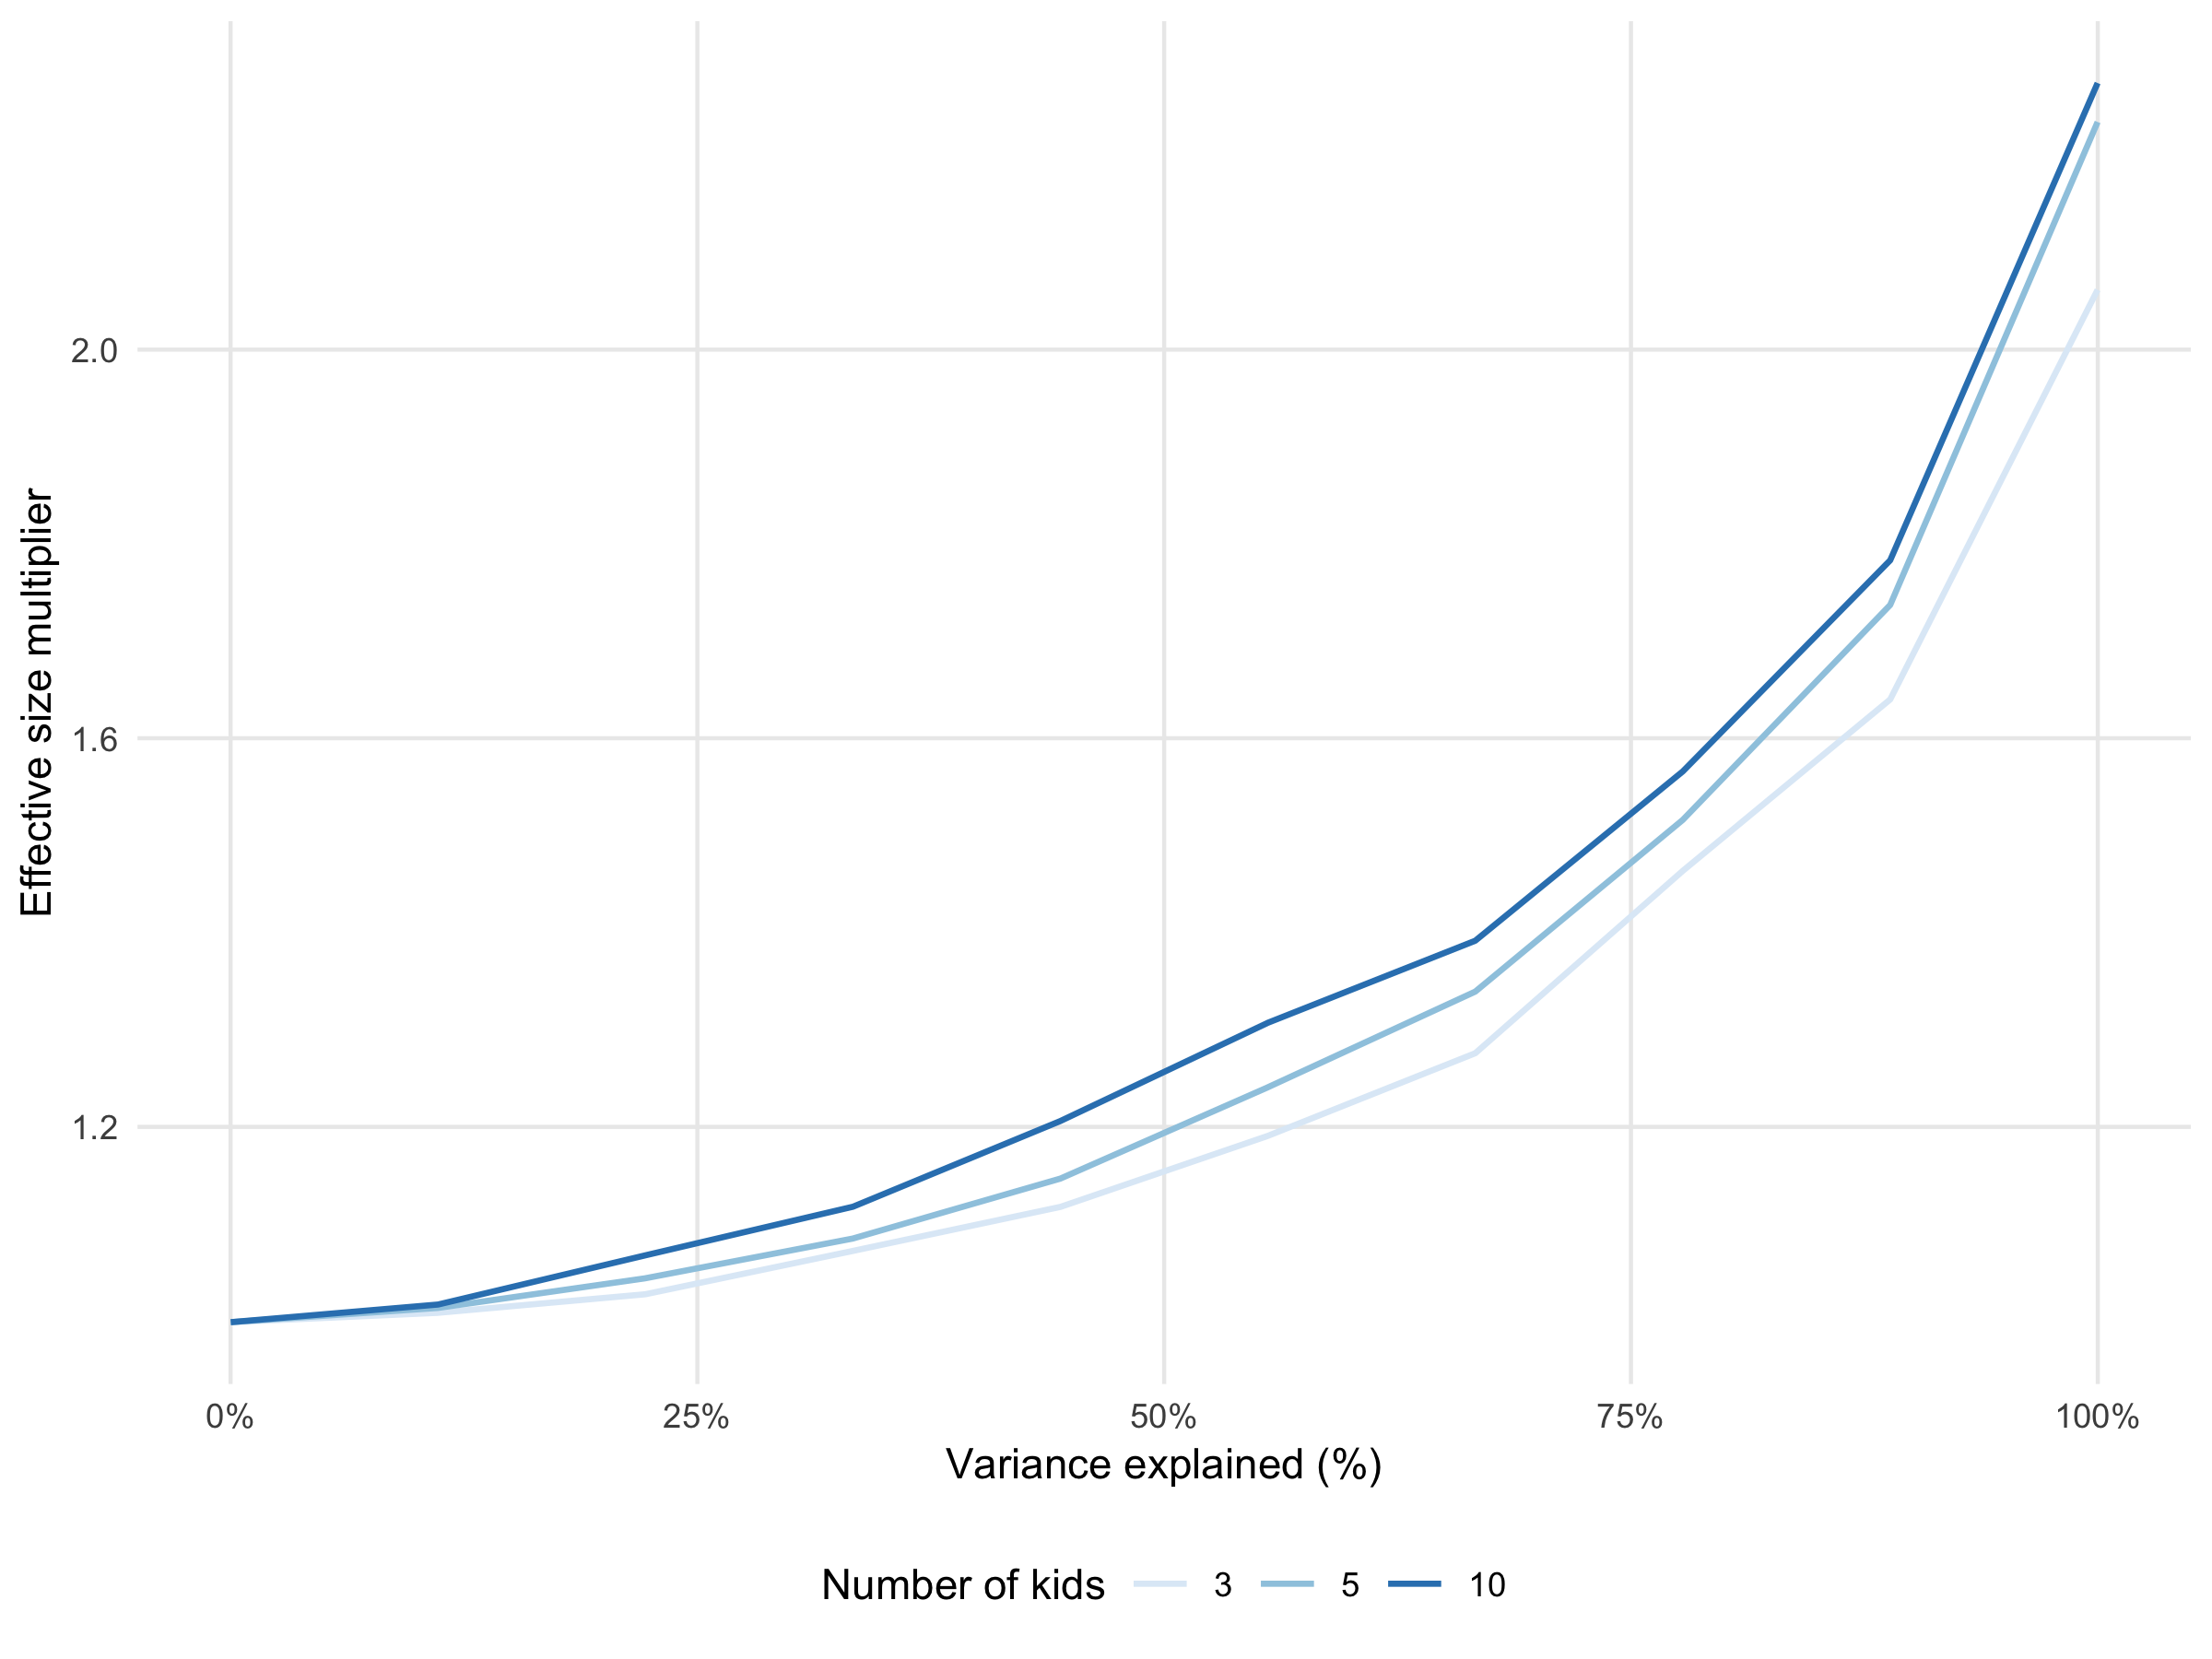 Effective size multiplier
2.0
1.6
1.2
0% 25% 50% 75% 100%
Variance explained (%)
Number of kids 3 5 10